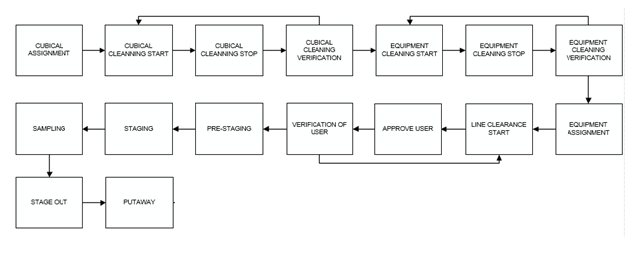 CUBICAL
ASSIGNMENT
CUBICAL
CLEANNING START
CUBICAL
CLEANNING STOP
CUBICAL
CLEANING
VERIFICATION
EQUIPMENT
CLEANING START
EQUIPMENT
CLEANING STOP
EQUIPMENT
CLEANING
VERIFICATION
SAMPLING
STAGING
PRE-STAGING
VERIFICATION OF
USER
APPROVE USER
LINE CLEARANCE
START
EQUIPMENT
ASSIGNMENT
STAGE OUT
PUTAWAY